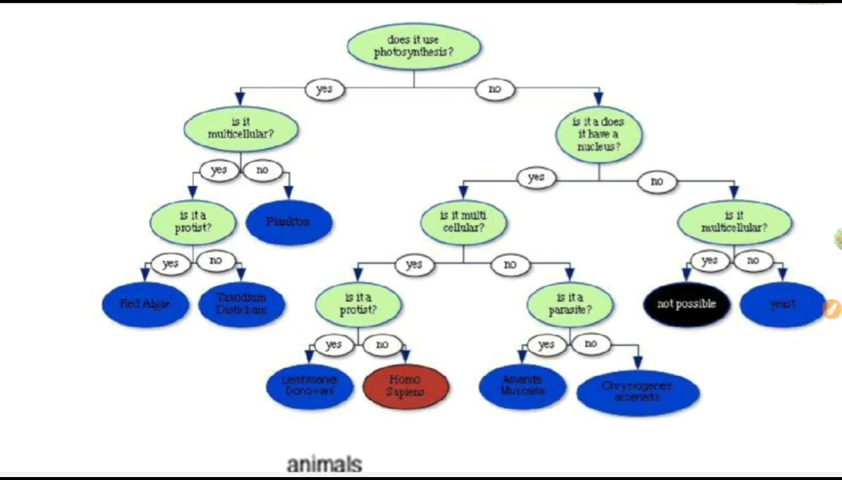 does it use
photosynthesis?
yes
no
is it
multicellular?
is it a does
it have a
nucleus?
yes
no
yes
no
is it a
protist?
Plankton
is it multi
cellular?
is it
multicellular?
yes
no
yes
no
yes
no
Red Algae
Taxodium
Distichum
is it a
protist?
is it a
parasite?
not possible
yeast
yes
no
yes
no
Leishmania
Donovani
Homo
Sapiens
Amanita
Muscaria
Chrysiogenes
arsenatis
animals